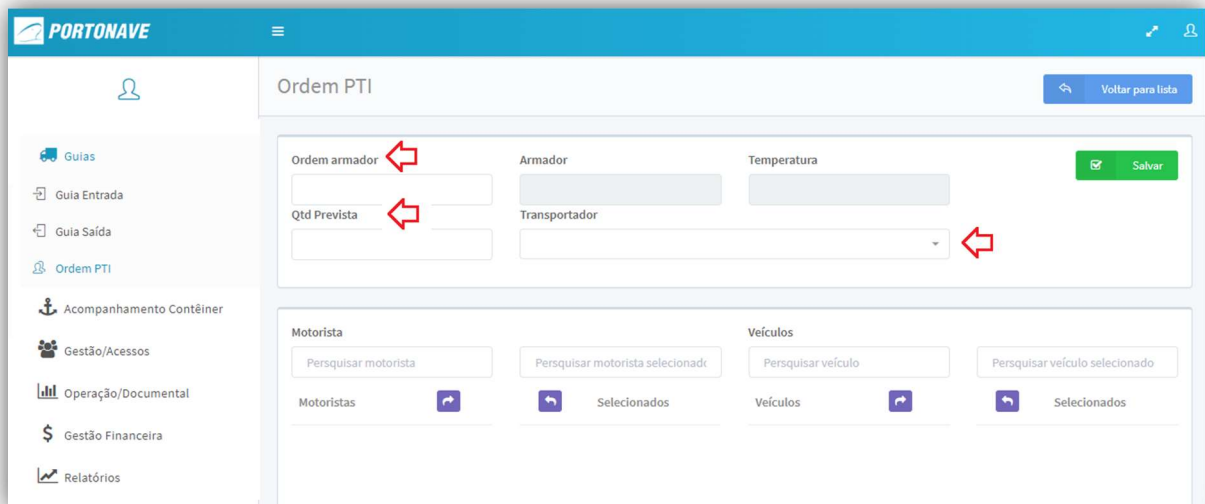 PORTONAVE
Ordem PTI
Voltar para lista
Guias
Guia Entrada
Guia Saída
Ordem PTI
Acompanhamento Contêiner
Gestão/Acessos
Operação/Documental
Gestão Financeira
Relatórios
Ordem armador
Armador
Temperatura
Salvar
Qtd Prevista
Transportador
Motorista
Veículos
Persquisar motorista
Persquisar motorista selecionado
Persquisar veículo
Persquisar veículo selecionado
Motoristas
Selecionados
Veículos
Selecionados